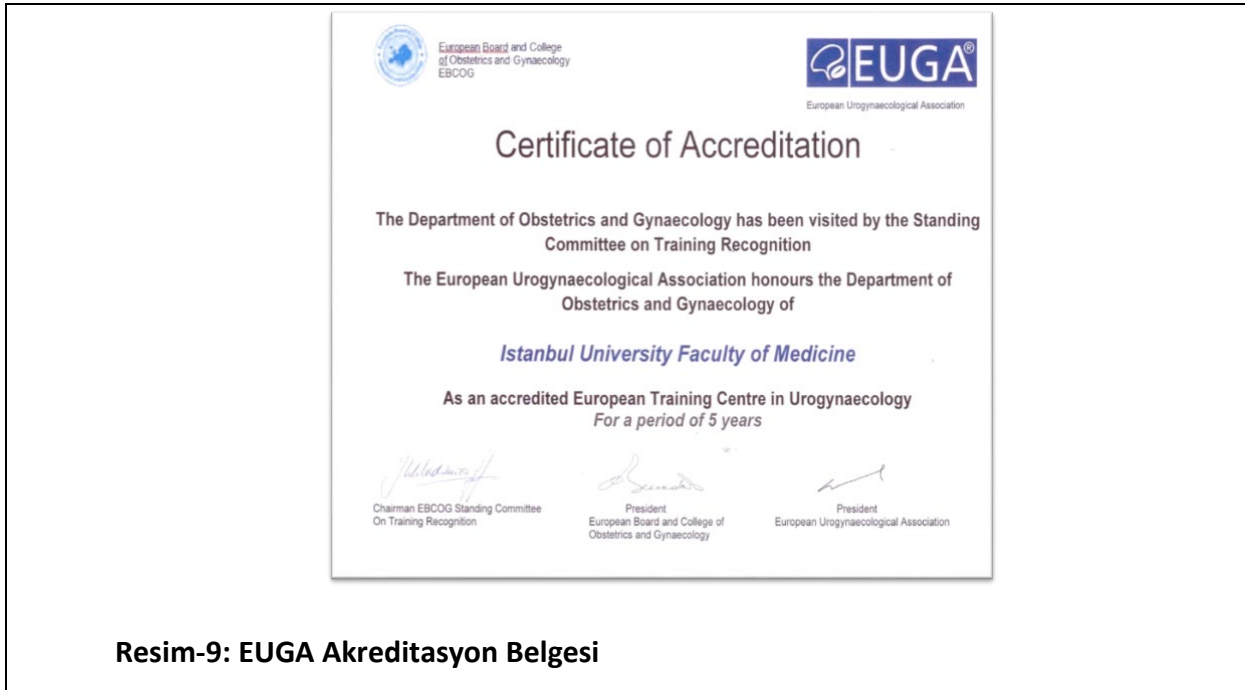 European Board and College
of Obstetrics and Gynaecology
EBCOG
EUGA®
European Urogynaecological Association
Certificate of Accreditation
The Department of Obstetrics and Gynaecology has been visited by the Standing
Committee on Training Recognition
The European Urogynaecological Association honours the Department of
Obstetrics and Gynaecology of
Istanbul University Faculty of Medicine
As an accredited European Training Centre in Urogynaecology
For a period of 5 years
Chairman EBCOG Standing Committee
On Training Recognition
President
European Board and College of
Obstetrics and Gynaecology
President
European Urogynaecological Association
Resim-9: EUGA Akreditasyon Belgesi